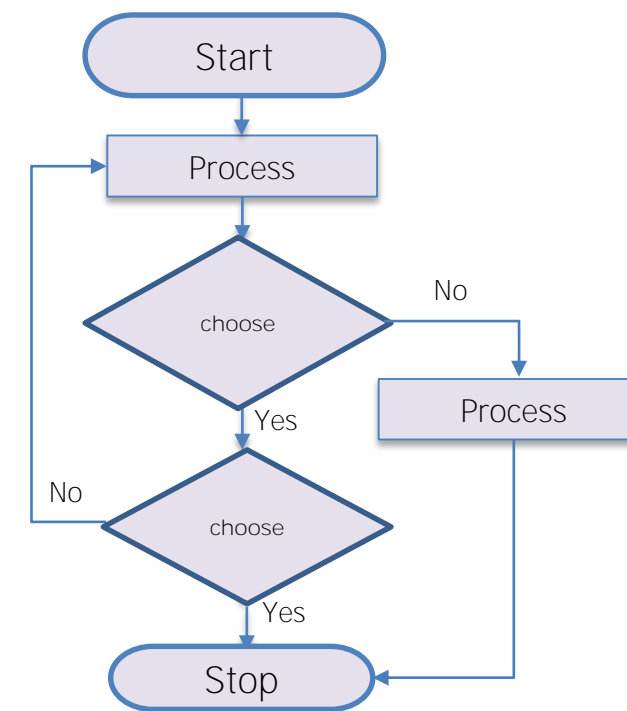 Start
Process
choose
No
Process
Yes
choose
No
Yes
Stop